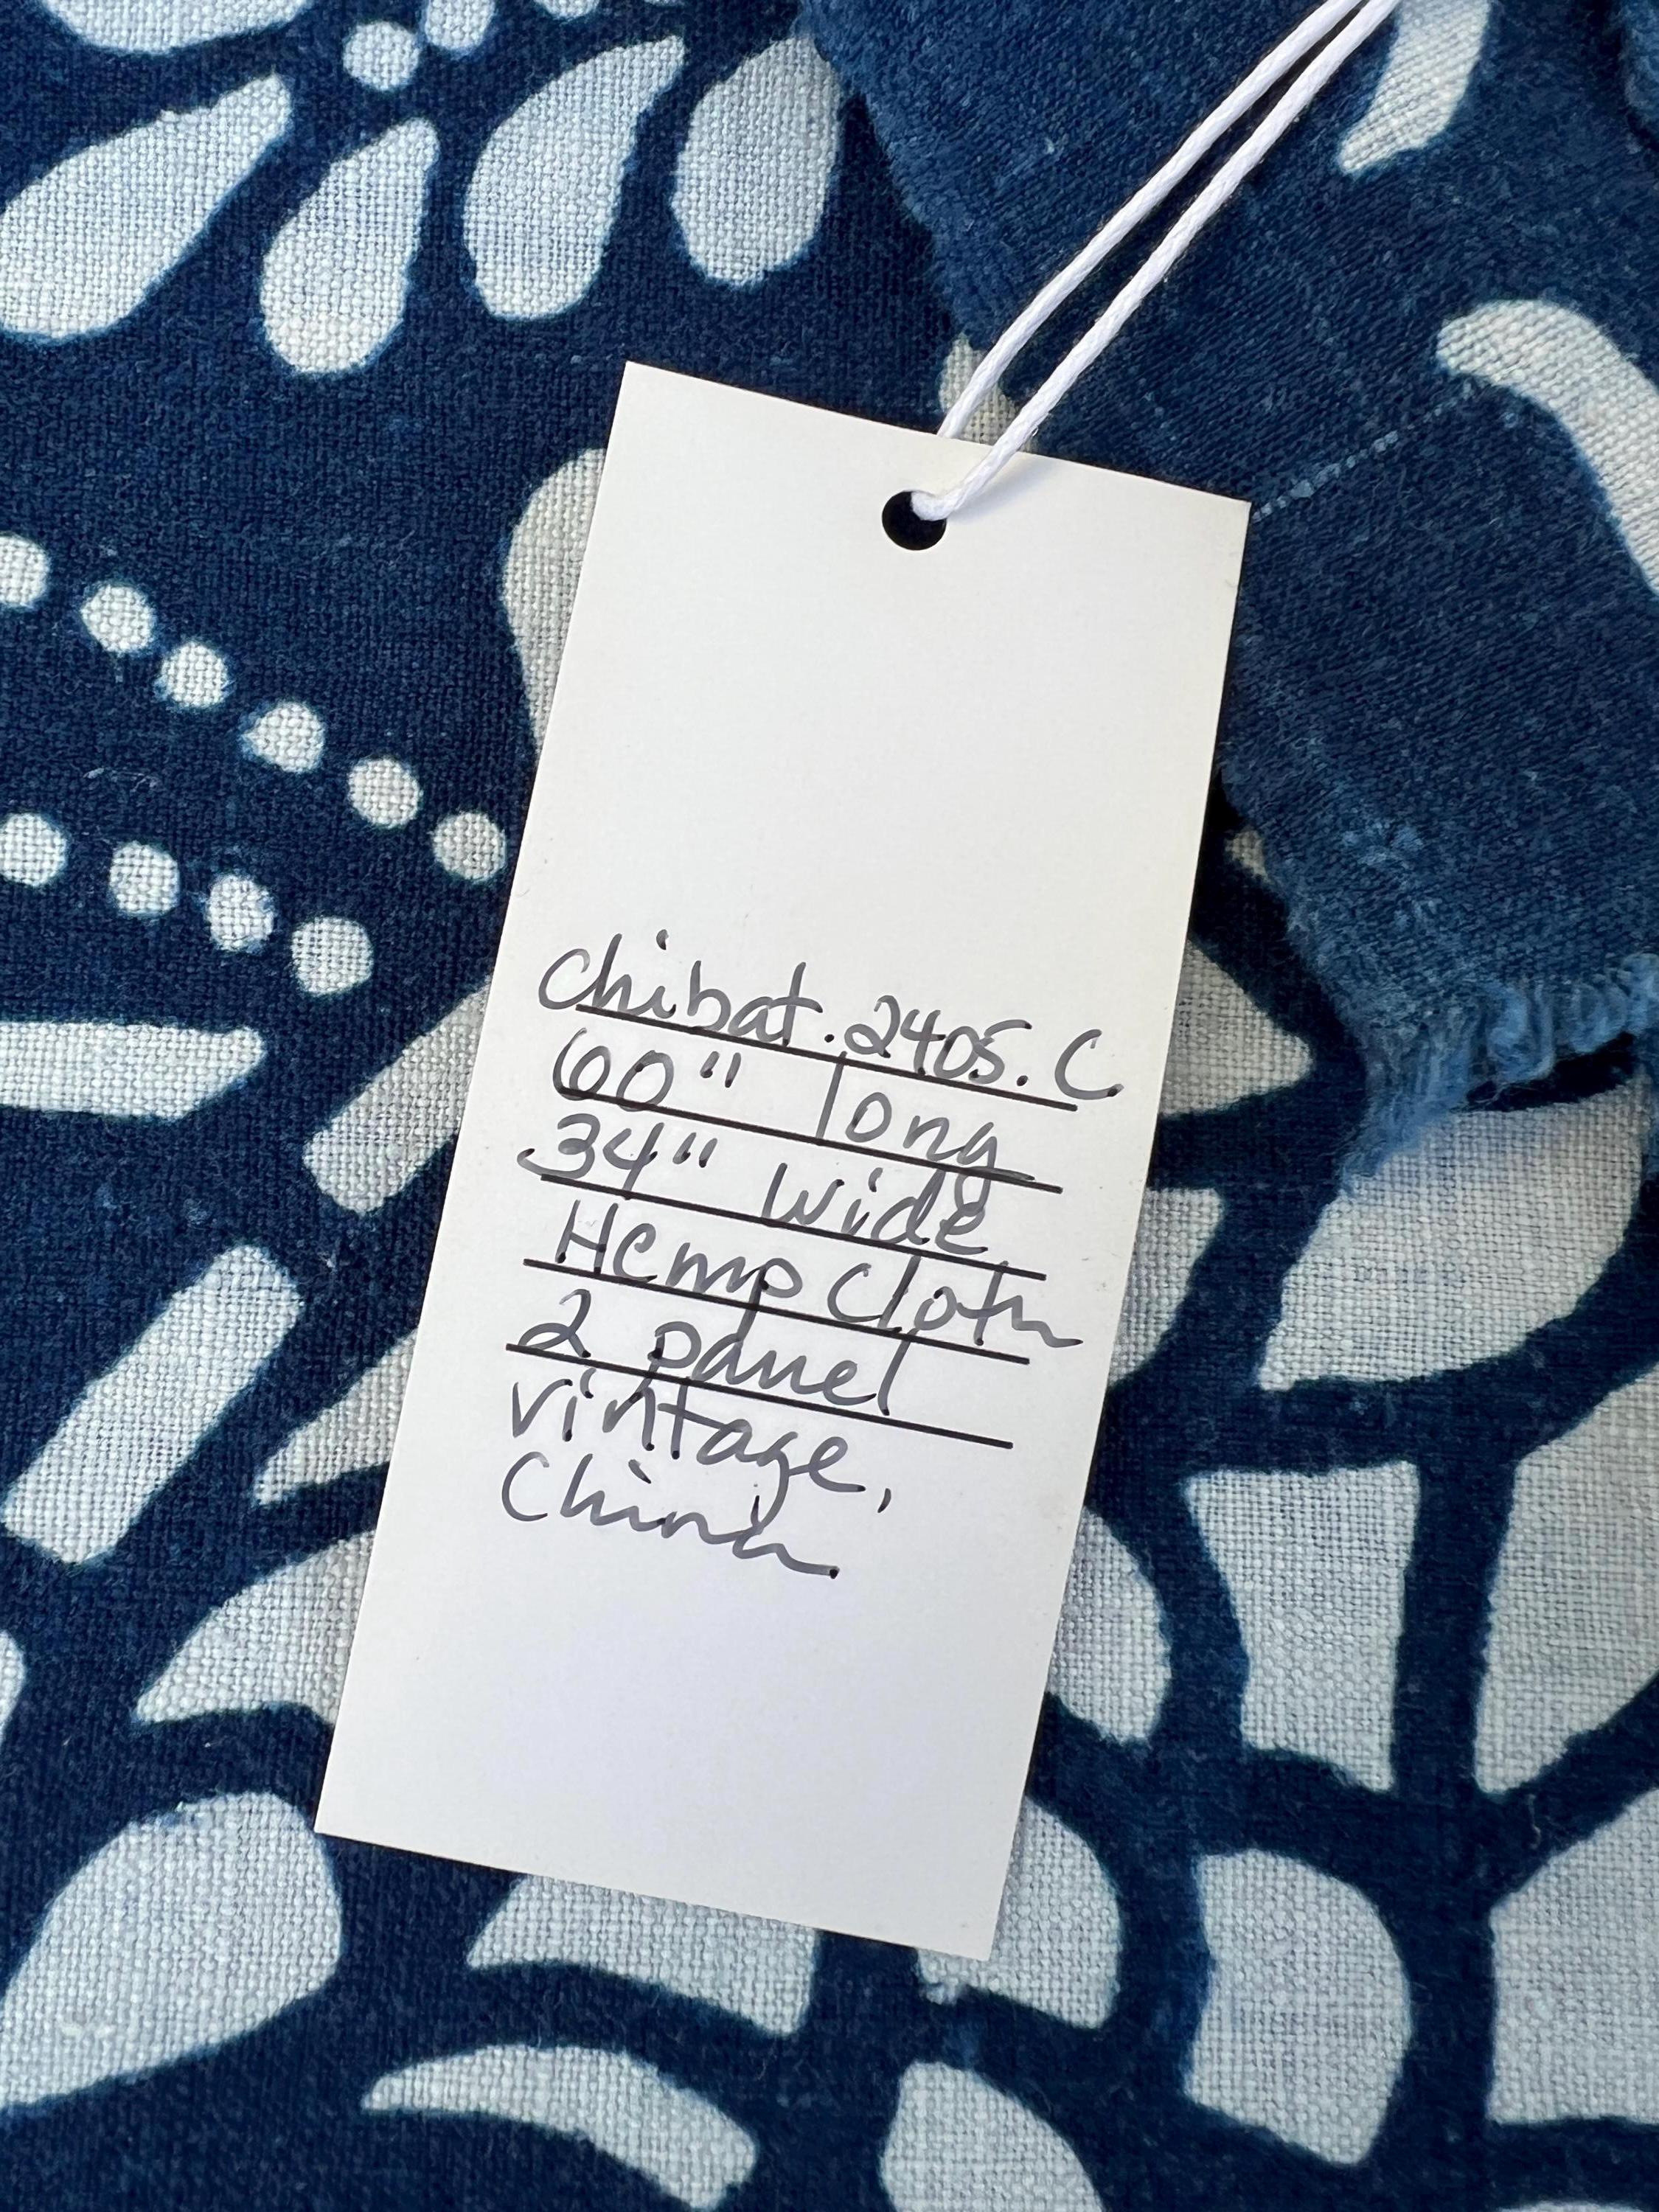 Chibat.2405.C
60" long
34" Wide
Hemp Cloth
2 panel
vintage,
China